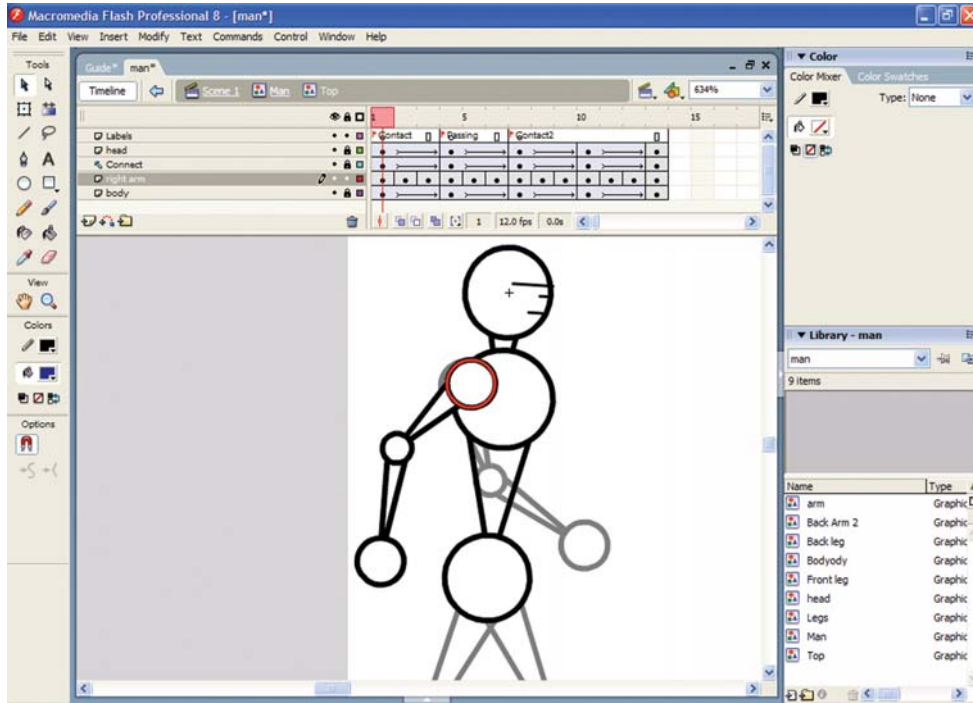 Macromedia Flash Professional 8 - [man*]
File Edit View Insert Modify Text Commands Control Window Help
Tools
View
Colors
Options
Guide* man*
Timeline Scene 1 Man Top 634%
1 5 10 15
Labels Contact Passing Contact2
head
Connect
right arm
body
1 12.0 fps 0.0s
Color
Color Mixer Color Swatches
Type: None
Library - man
man
9 items
Name Type
arm Graphic
Back Arm 2 Graphic
Back leg Graphic
Bodyody Graphic
Front leg Graphic
head Graphic
Legs Graphic
Man Graphic
Top Graphic